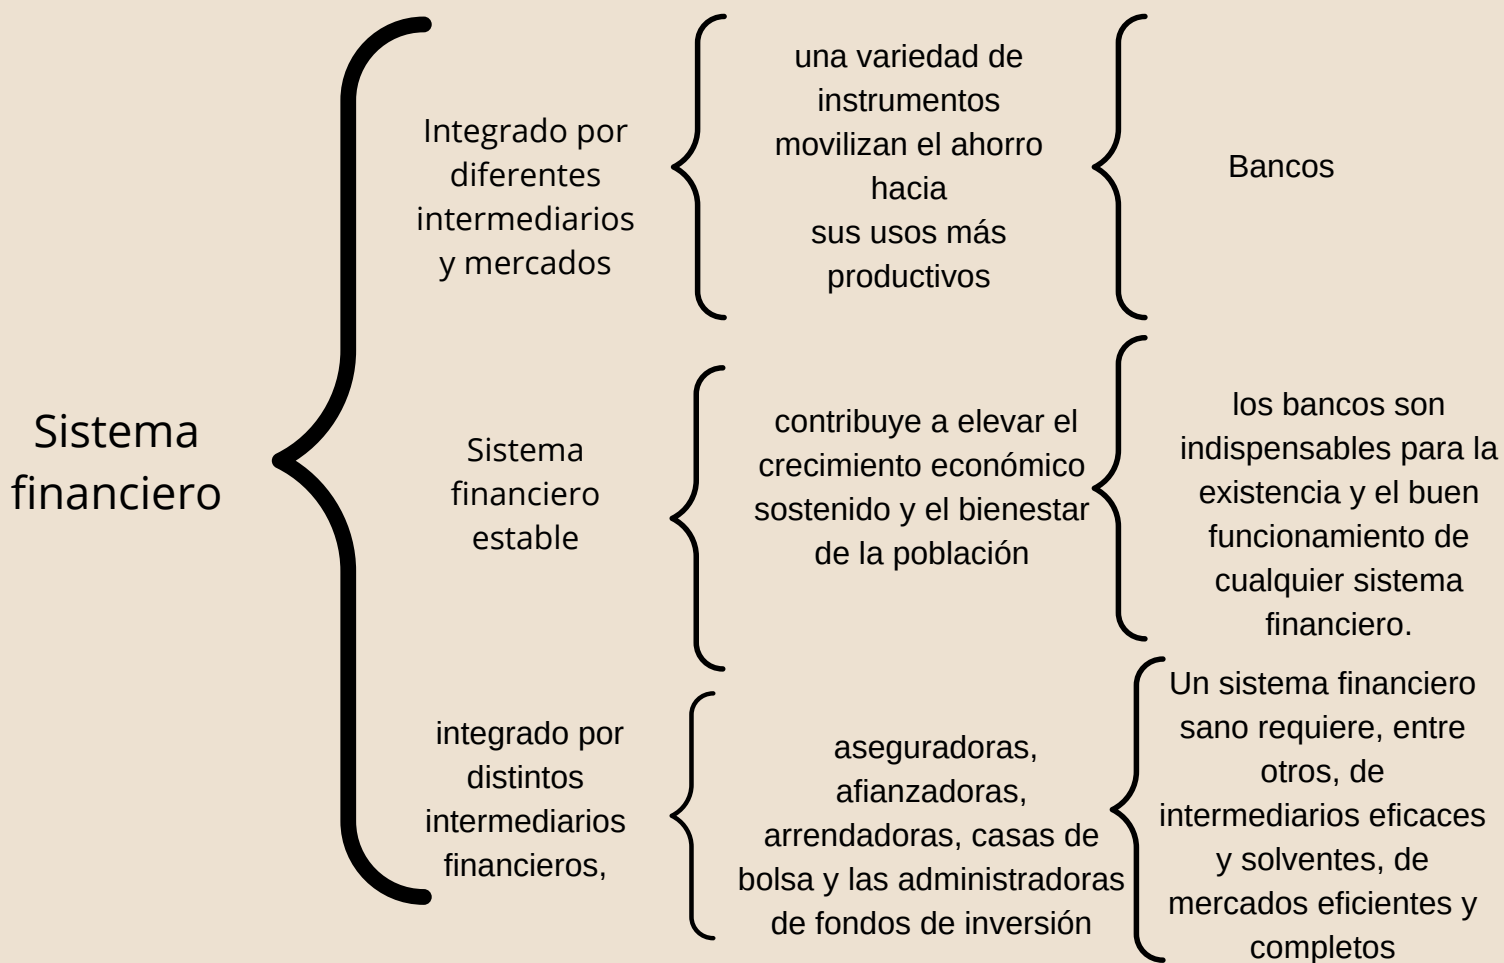 Sistema
financiero
Integrado por
diferentes
intermediarios
y mercados
una variedad de
instrumentos
movilizan el ahorro
hacia
sus usos más
productivos
Bancos
Sistema
financiero
estable
contribuye a elevar el
crecimiento económico
sostenido y el bienestar
de la población
los bancos son
indispensables para la
existencia y el buen
funcionamiento de
cualquier sistema
financiero.
integrado por
distintos
intermediarios
financieros,
aseguradoras,
afianzadoras,
arrendadoras, casas de
bolsa y las administradoras
de fondos de inversión
Un sistema financiero
sano requiere, entre
otros, de
intermediarios eficaces
y solventes, de
mercados eficientes y
completos